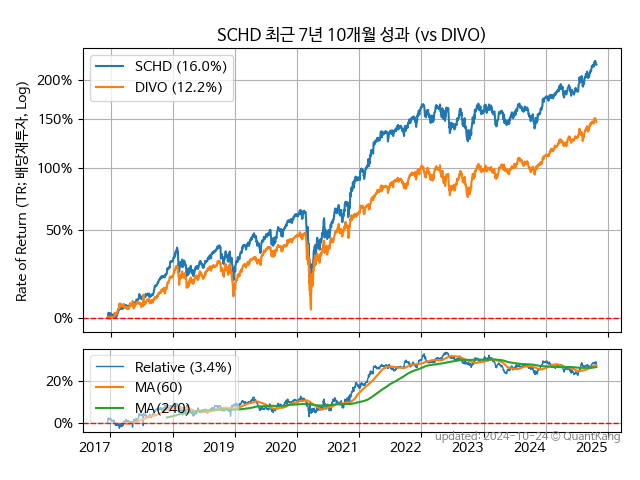 SCHD 최근 7년 10개월 성과 (vs DIVO)
Rate of Return (TR: 배당재투자, Log)
200%
150%
100%
50%
0%
SCHD (16.0%)
DIVO (12.2%)
20%
0%
Relative (3.4%)
MA(60)
MA(240)
2017 2018 2019 2020 2021 2022 2023 2024 2025
updated: 2024-10-24 © QuantKang